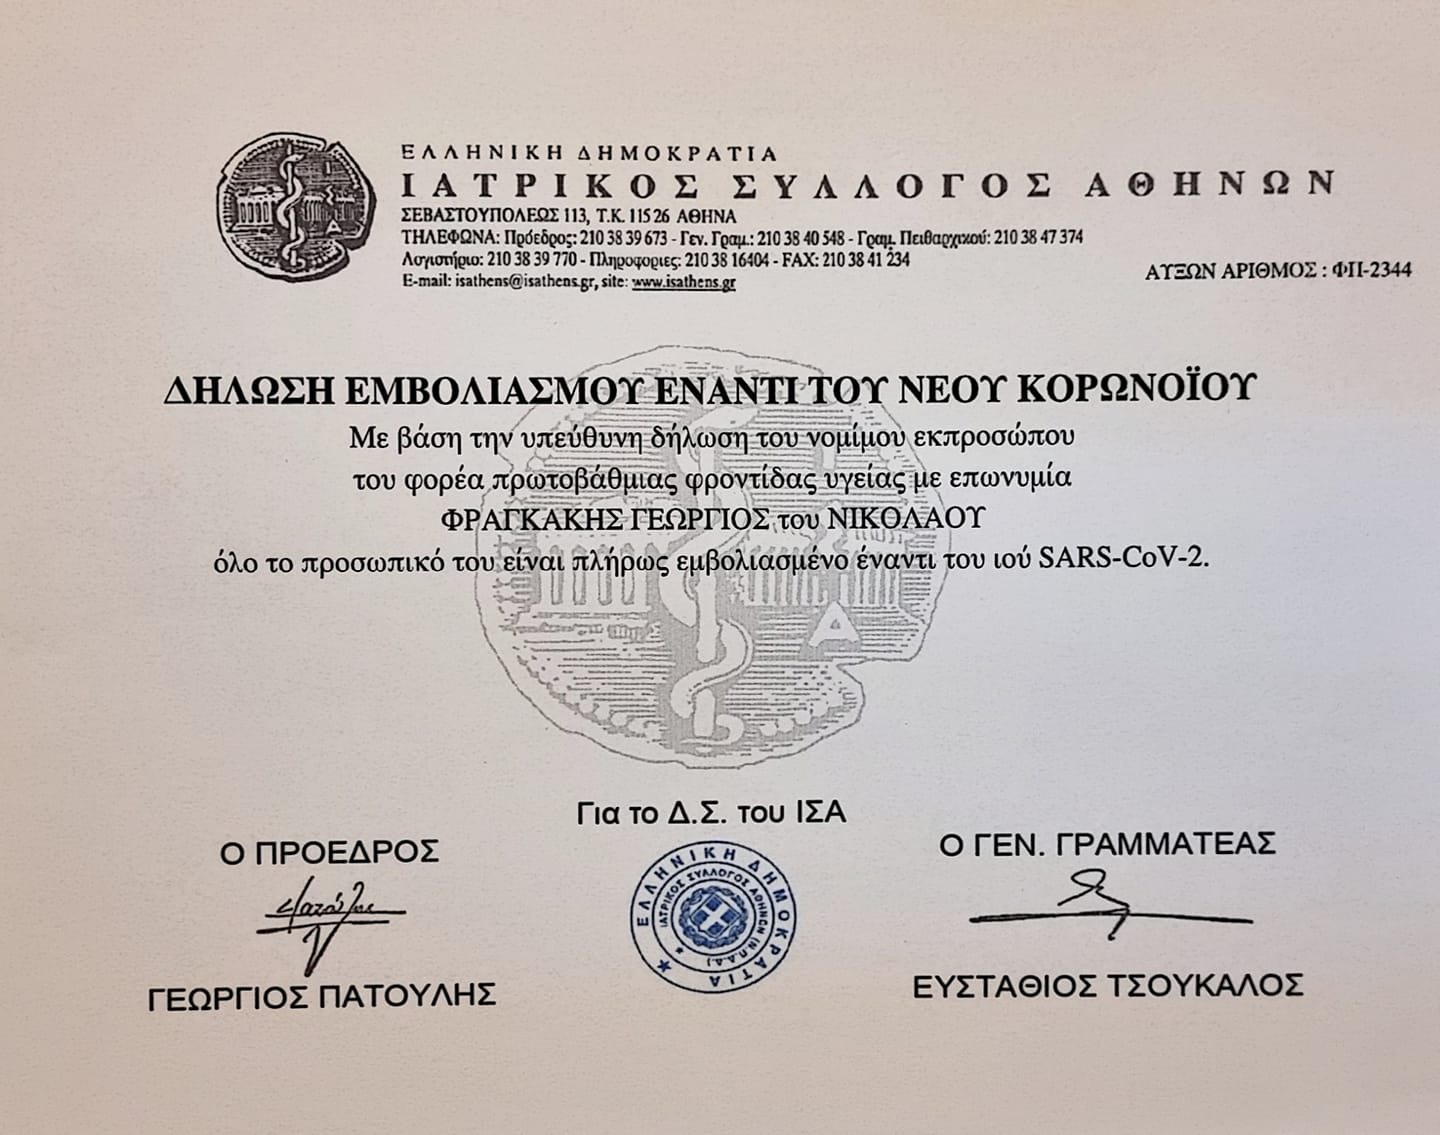 ΕΛΛΗΝΙΚΗ ΔΗΜΟΚΡΑΤΙΑ
ΙΑΤΡΙΚΟΣ ΣΥΛΛΟΓΟΣ ΑΘΗΝΩΝ
ΣΕΒΑΣΤΟΥΠΟΛΕΩΣ 113, Τ.Κ. 115 26 ΑΘΗΝΑ
ΤΗΛΕΦΩΝΑ: Πρόεδρος: 210 38 39 673 - Γεν. Γραμ.: 210 38 40 548 - Γραμ. Πειθαρχικού: 210 38 47 374
Λογιστήριο: 210 38 39 770 - Πληροφοριες: 210 38 16404 - FAX: 210 38 41 234
E-mail: isathens@isathens.gr, site: www.isathens.gr
ΑΥΞΩΝ ΑΡΙΘΜΟΣ : ΦΠ-2344
ΔΗΛΩΣΗ ΕΜΒΟΛΙΑΣΜΟΥ ΕΝΑΝΤΙ ΤΟΥ ΝΕΟΥ ΚΟΡΩΝΟΪΟΥ
Με βάση την υπεύθυνη δήλωση του νομίμου εκπροσώπου
του φορέα πρωτοβάθμιας φροντίδας υγείας με επωνυμία
ΦΡΑΓΚΑΚΗΣ ΓΕΩΡΓΙΟΣ του ΝΙΚΟΛΑΟΥ
όλο το προσωπικό του είναι πλήρως εμβολιασμένο έναντι του ιού SARS-CoV-2.
Για το Δ.Σ. του ΙΣΑ
Ο ΠΡΟΕΔΡΟΣ
Ο ΓΕΝ. ΓΡΑΜΜΑΤΕΑΣ
ΕΛΛΗΝΙΚΗ ΔΗΜΟΚΡΑΤΙΑ
ΙΑΤΡΙΚΟΣ ΣΥΛΛΟΓΟΣ ΑΘΗΝΩΝ (Ν.Π.Δ.Δ.)
ΓΕΩΡΓΙΟΣ ΠΑΤΟΥΛΗΣ
ΕΥΣΤΑΘΙΟΣ ΤΣΟΥΚΑΛΟΣ